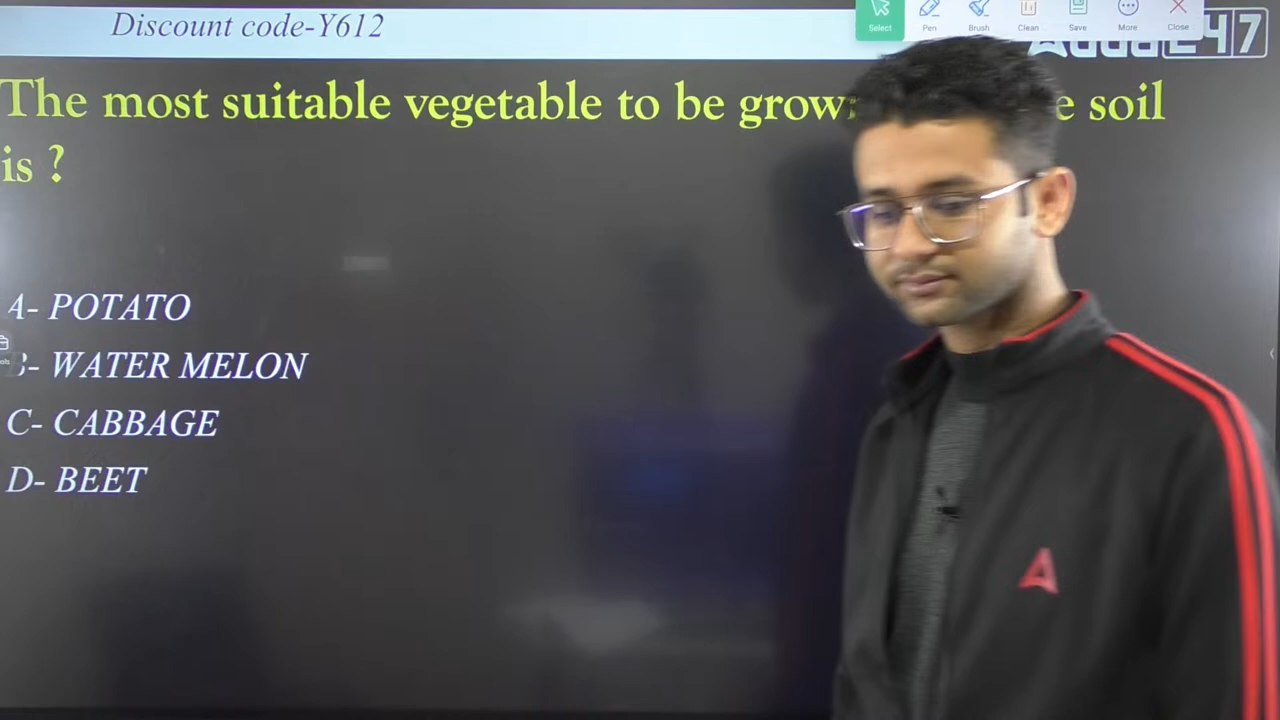 Discount code-Y612
Select Pen Brush Clean Save More Close
The most suitable vegetable to be soil
is ?
A- POTATO
- WATER MELON
C- CABBAGE
D- BEET